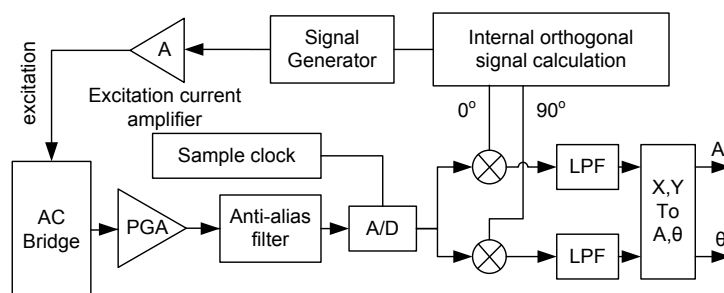 A
Signal
Generator
Internal orthogonal
signal calculation
excitation
Excitation current
amplifier
0°
90°
Sample clock
AC
Bridge
PGA
Anti-alias
filter
A/D
LPF
LPF
X,Y
To
A,θ
A
θ